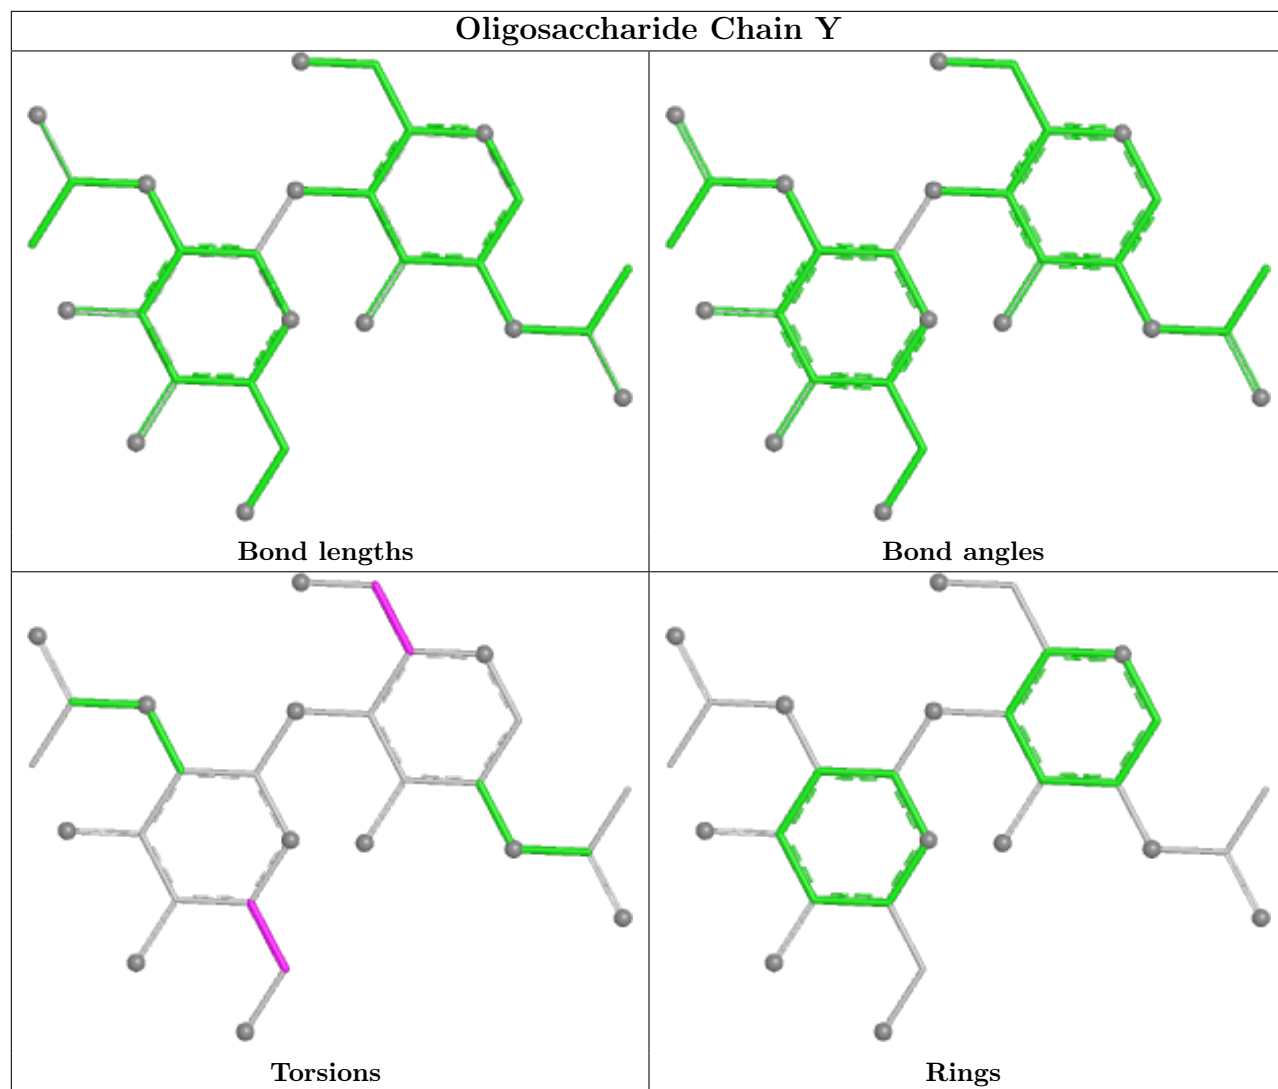 Oligosaccharide Chain Y
Bond lengths
Bond angles
Torsions
Rings